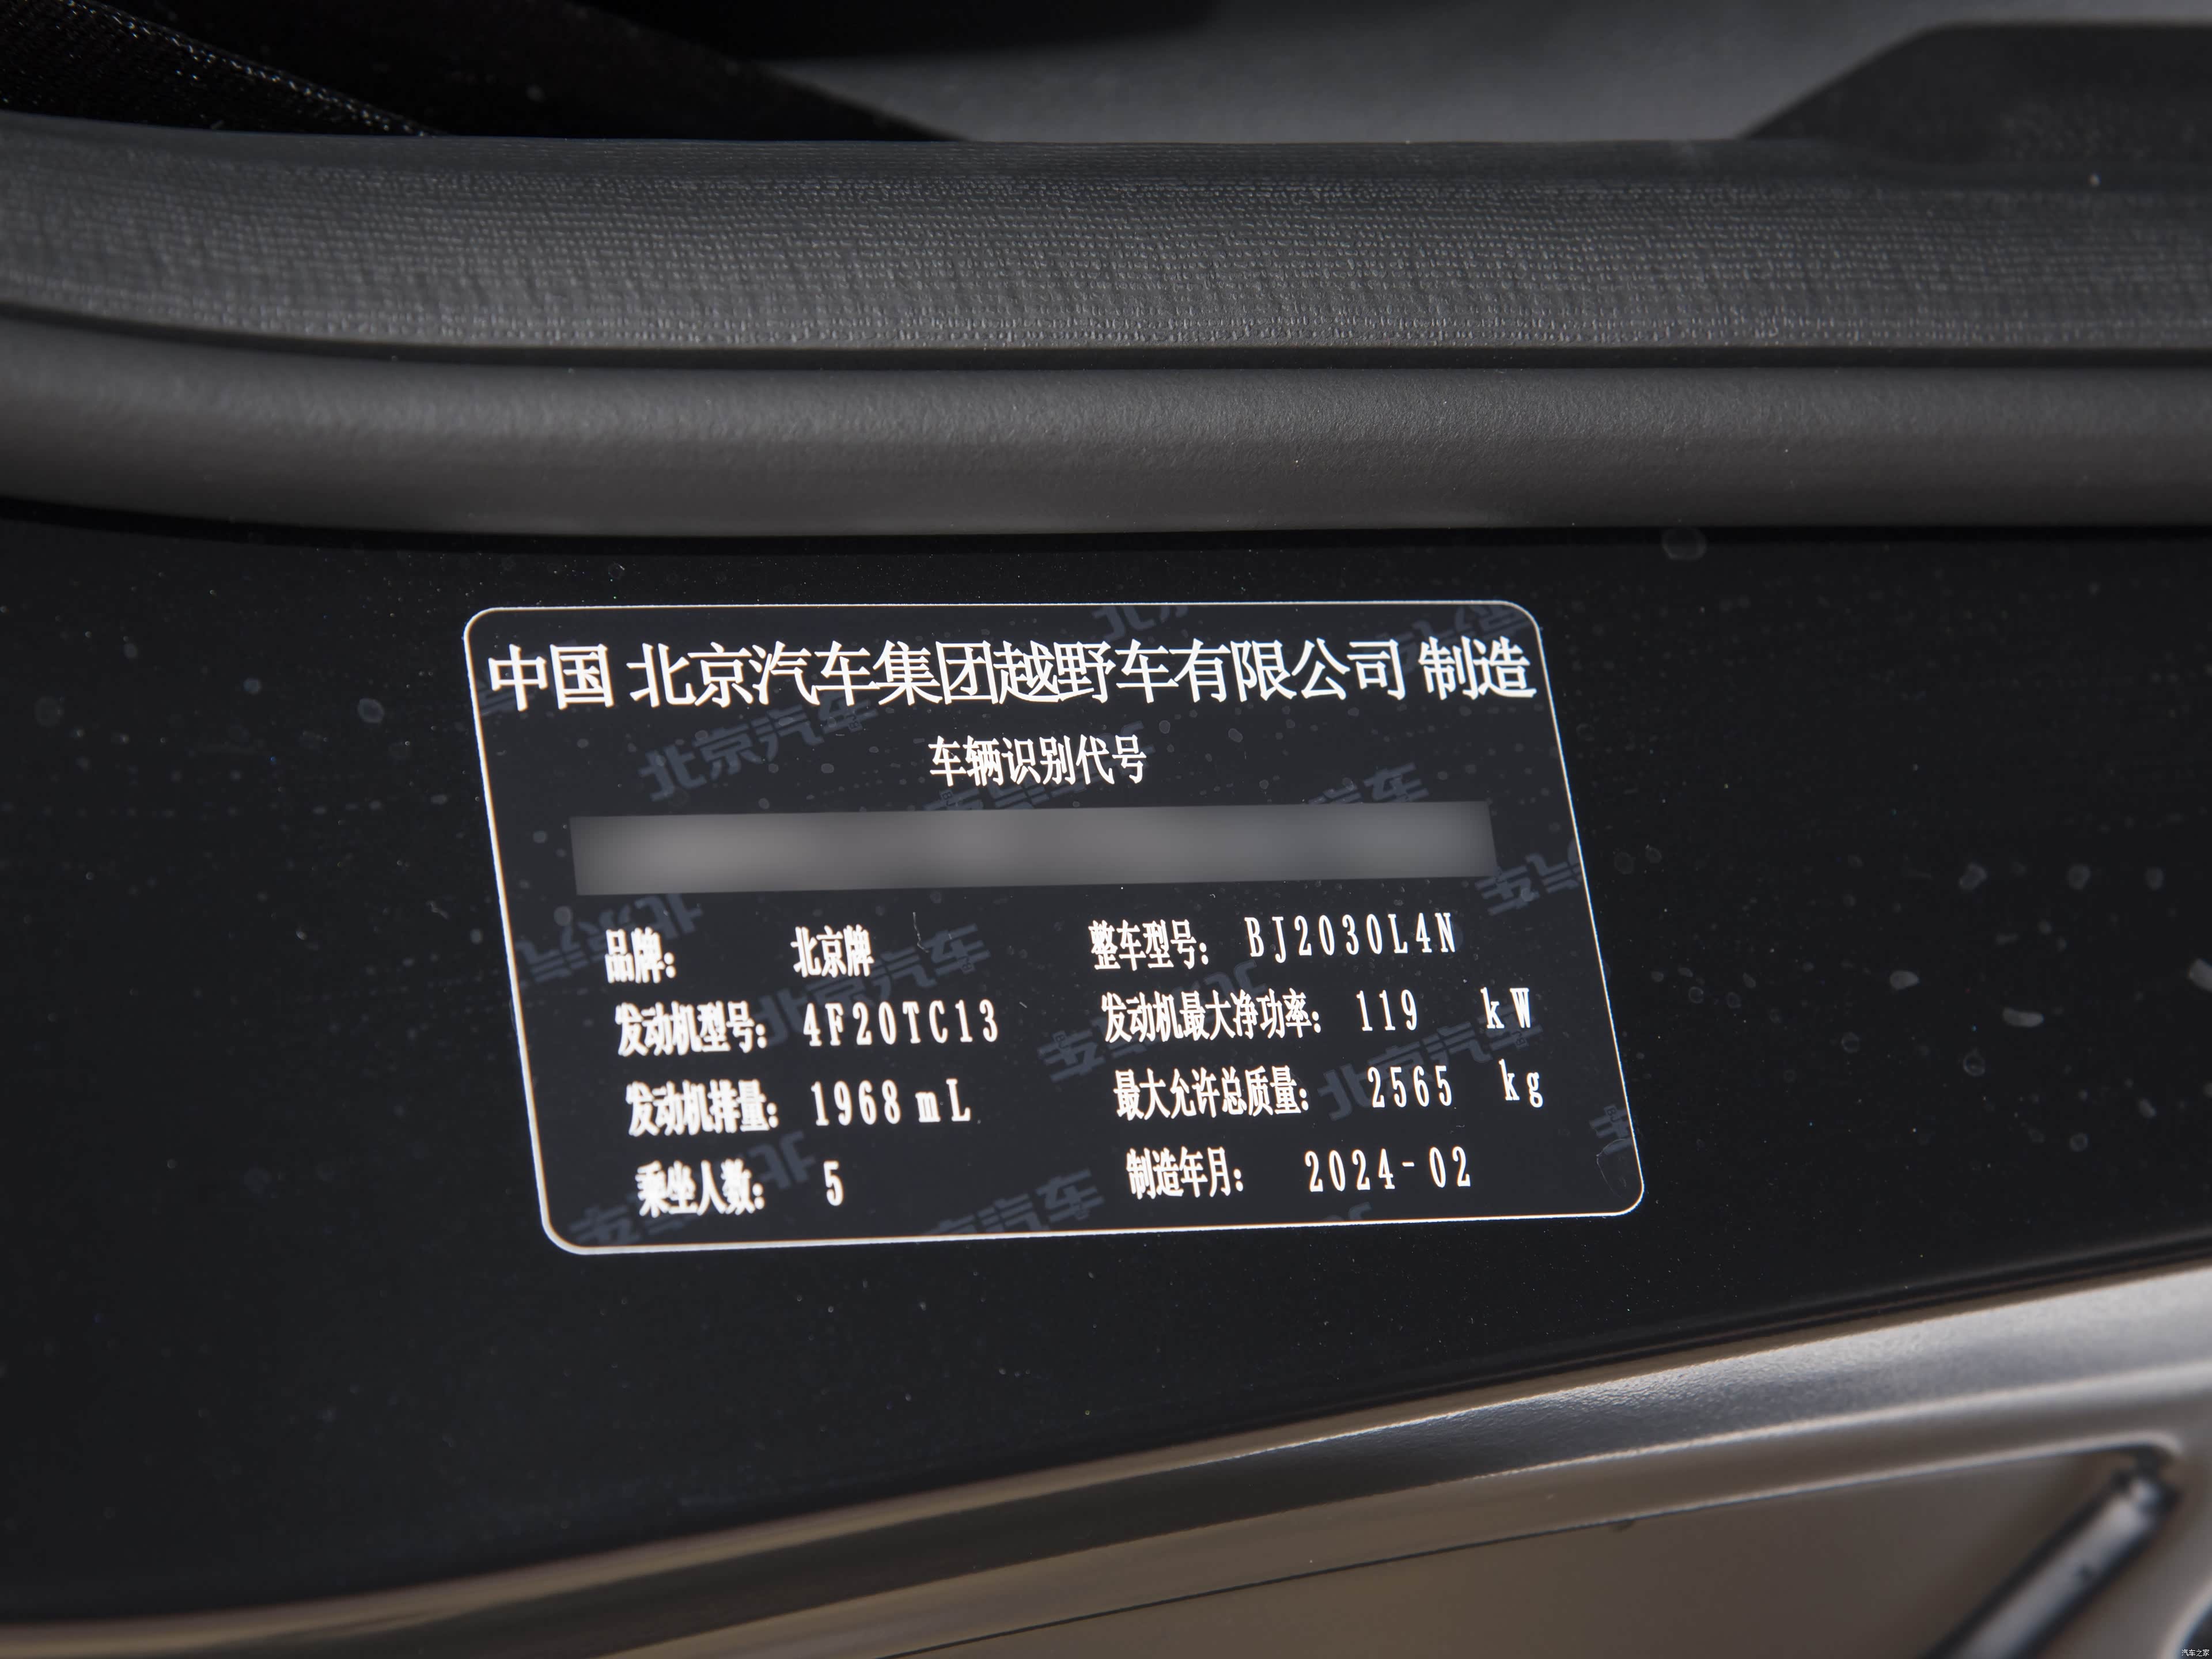 中国 北京汽车集团越野车有限公司 制造
车辆识别代号
品牌: 北京牌 整车型号: BJ2030L4N
发动机型号: 4F20TC13 发动机最大净功率: 119 kW
发动机排量: 1968 mL 最大允许总质量: 2565 kg
乘坐人数: 5 制造年月: 2024-02
汽车之家